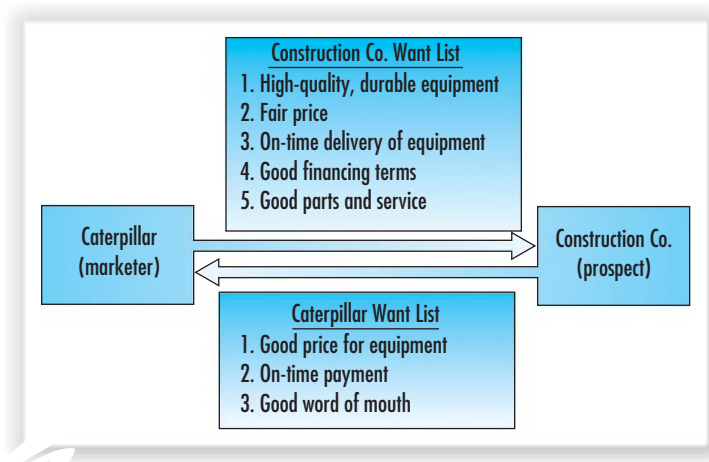 Construction Co. Want List
1. High-quality, durable equipment
2. Fair price
3. On-time delivery of equipment
4. Good financing terms
5. Good parts and service
Caterpillar
(marketer)
Construction Co.
(prospect)
Caterpillar Want List
1. Good price for equipment
2. On-time payment
3. Good word of mouth